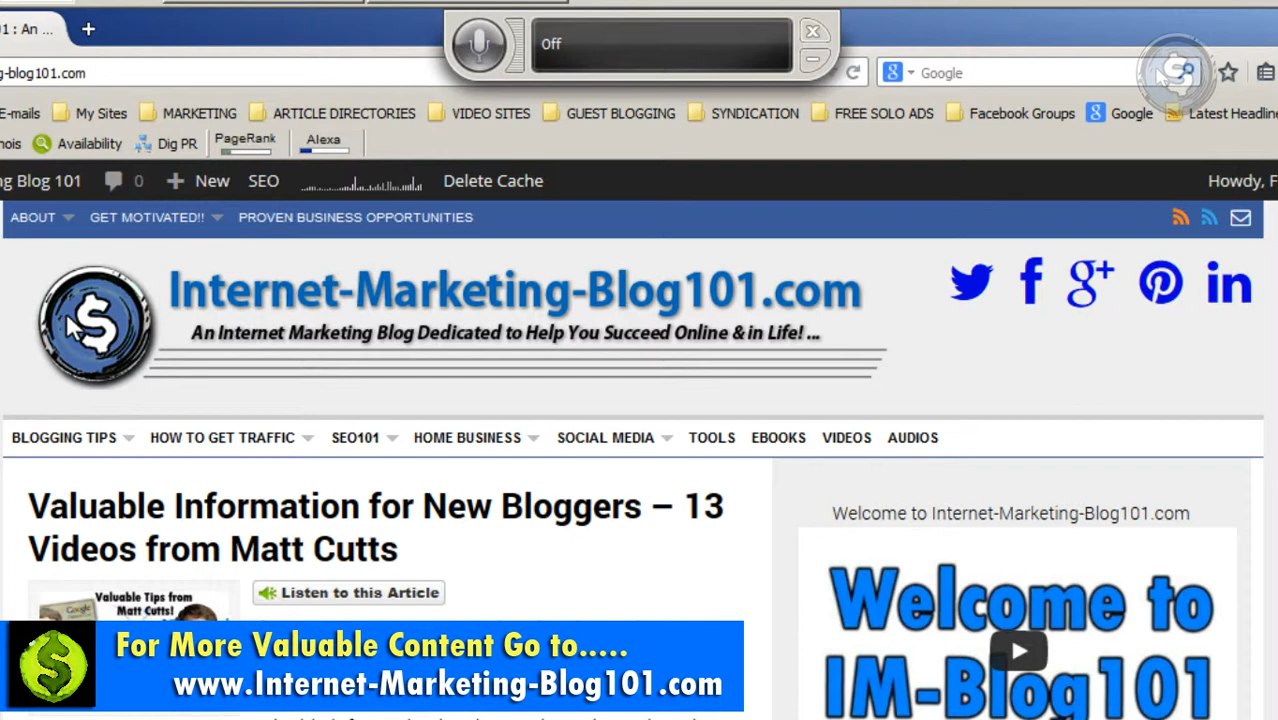 1 : An ...
Off
g-blog101.com
Google
E-mails
My Sites
MARKETING
ARTICLE DIRECTORIES
VIDEO SITES
GUEST BLOGGING
SYNDICATION
FREE SOLO ADS
Facebook Groups
Google
Latest Headline
nois
Availability
Dig PR
PageRank
Alexa
ng Blog 101
0
New
SEO
Delete Cache
Howdy, F
ABOUT
GET MOTIVATED!!
PROVEN BUSINESS OPPORTUNITIES
Internet-Marketing-Blog101.com
An Internet Marketing Blog Dedicated to Help You Succeed Online & in Life! ...
BLOGGING TIPS
HOW TO GET TRAFFIC
SEO101
HOME BUSINESS
SOCIAL MEDIA
TOOLS
EBOOKS
VIDEOS
AUDIOS
Valuable Information for New Bloggers – 13
Videos from Matt Cutts
Welcome to Internet-Marketing-Blog101.com
Listen to this Article
Valuable Tips from
Matt Cutts!
Google
Welcome to
IM-Blog101
For More Valuable Content Go to.....
www.Internet-Marketing-Blog101.com